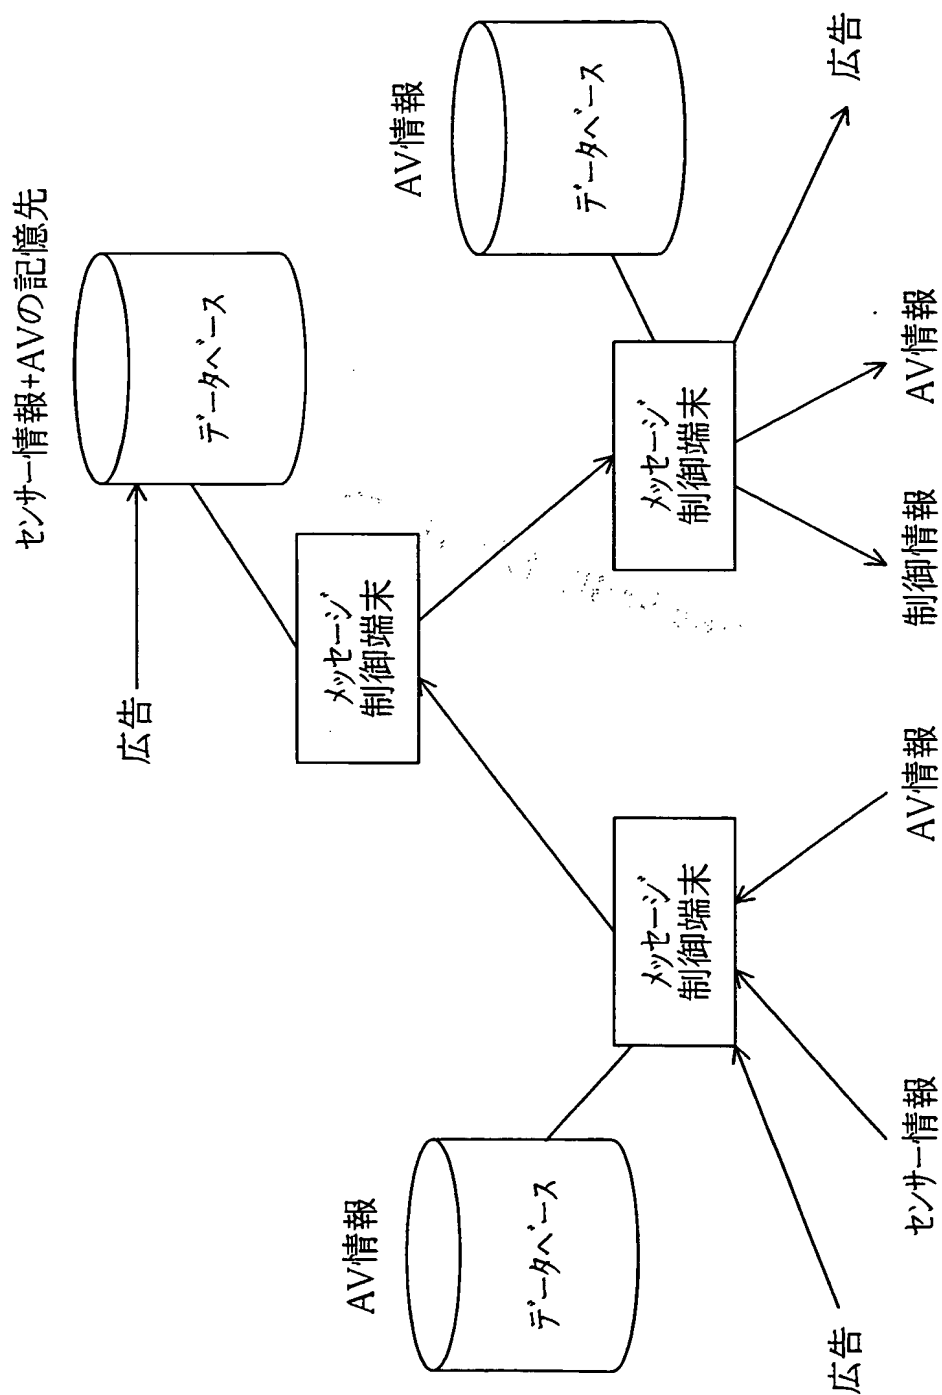 センサー情報+AVの記憶先
広告
データベース
メッセージ
制御端末
AV情報
AV情報
データベース
データベース
メッセージ
制御端末
メッセージ
制御端末
広告
センサー情報
AV情報
制御情報
AV情報
広告